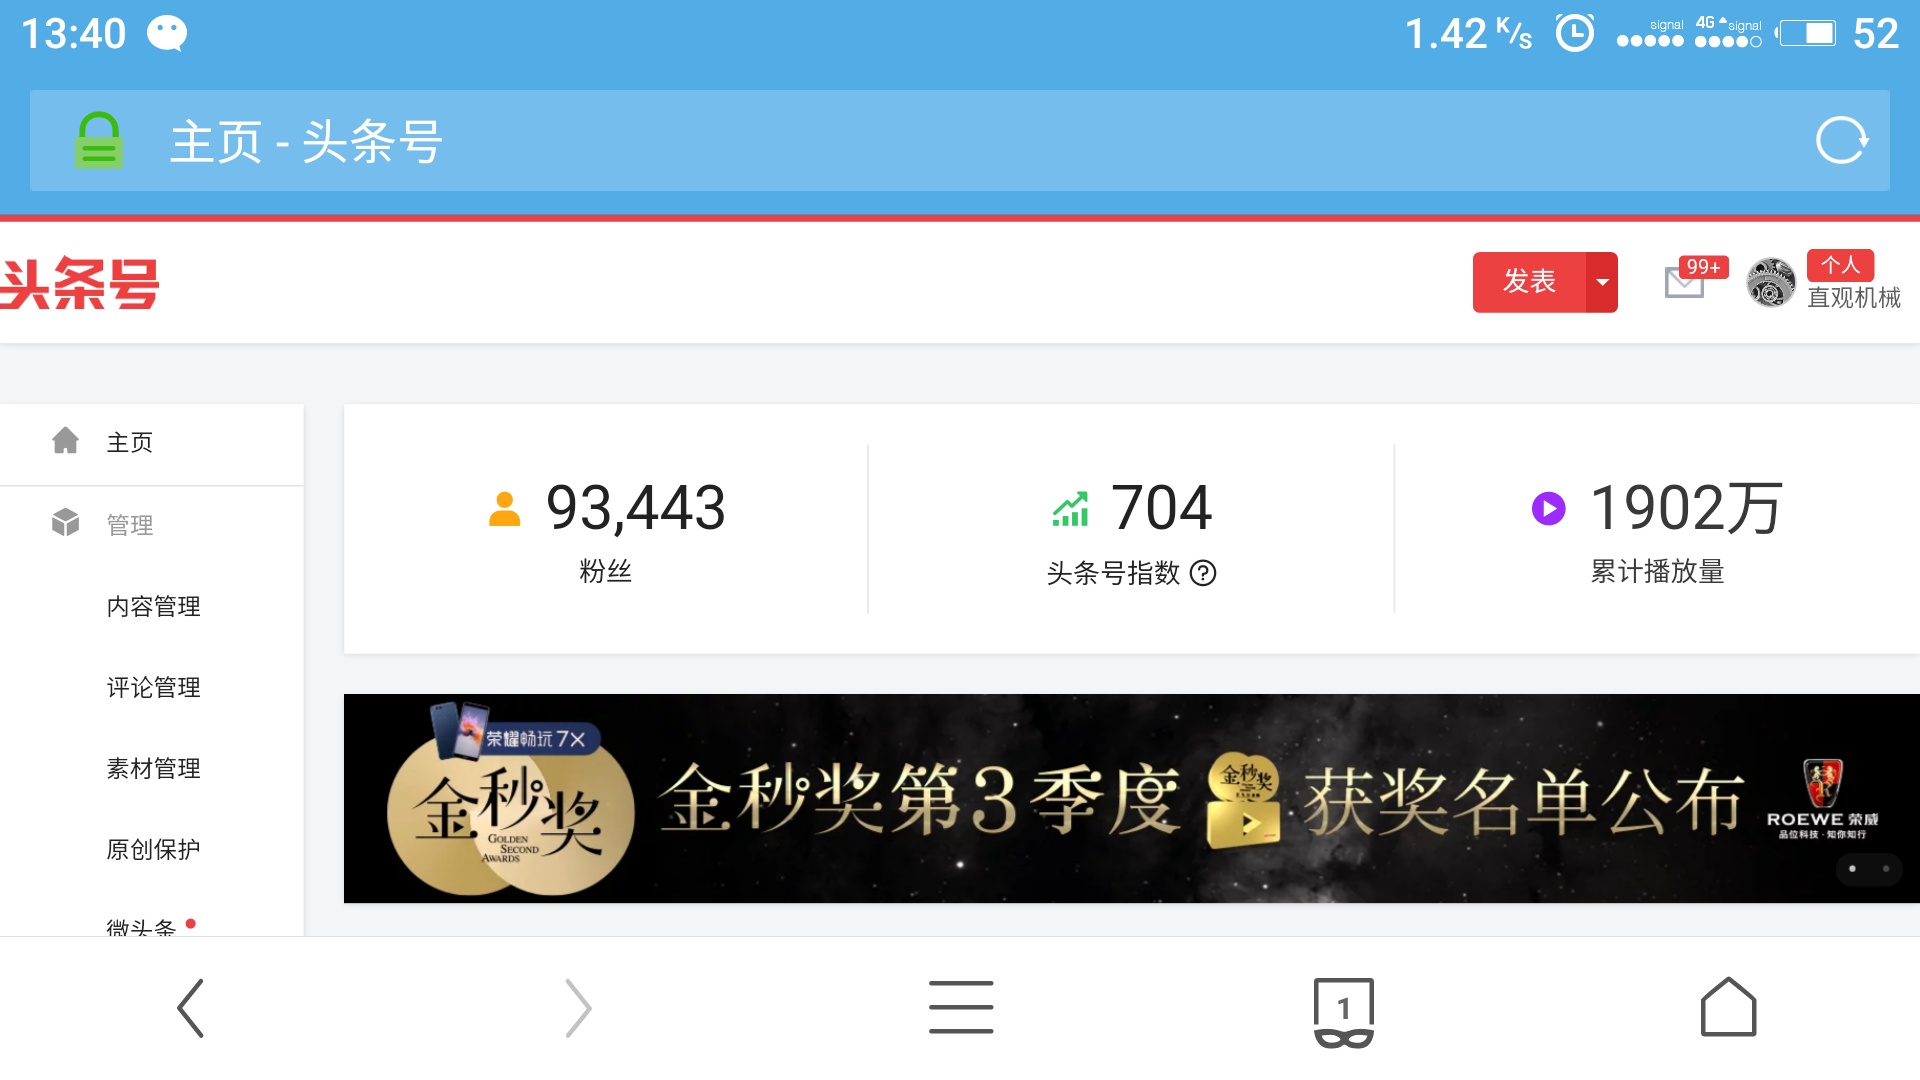 13:40
1.42 K/s signal 4G signal 52
主页 - 头条号
头条号
发表
99+
个人
直观机械
主页
管理
内容管理
评论管理
素材管理
原创保护
微头条
93,443
粉丝
704
头条号指数 ?
1902万
累计播放量
荣耀畅玩7X
金秒奖
GOLDEN
SECOND
AWARDS
金秒奖第3季度
金秒奖
获奖名单公布
ROEWE 荣威
品位科技·知你知行
1